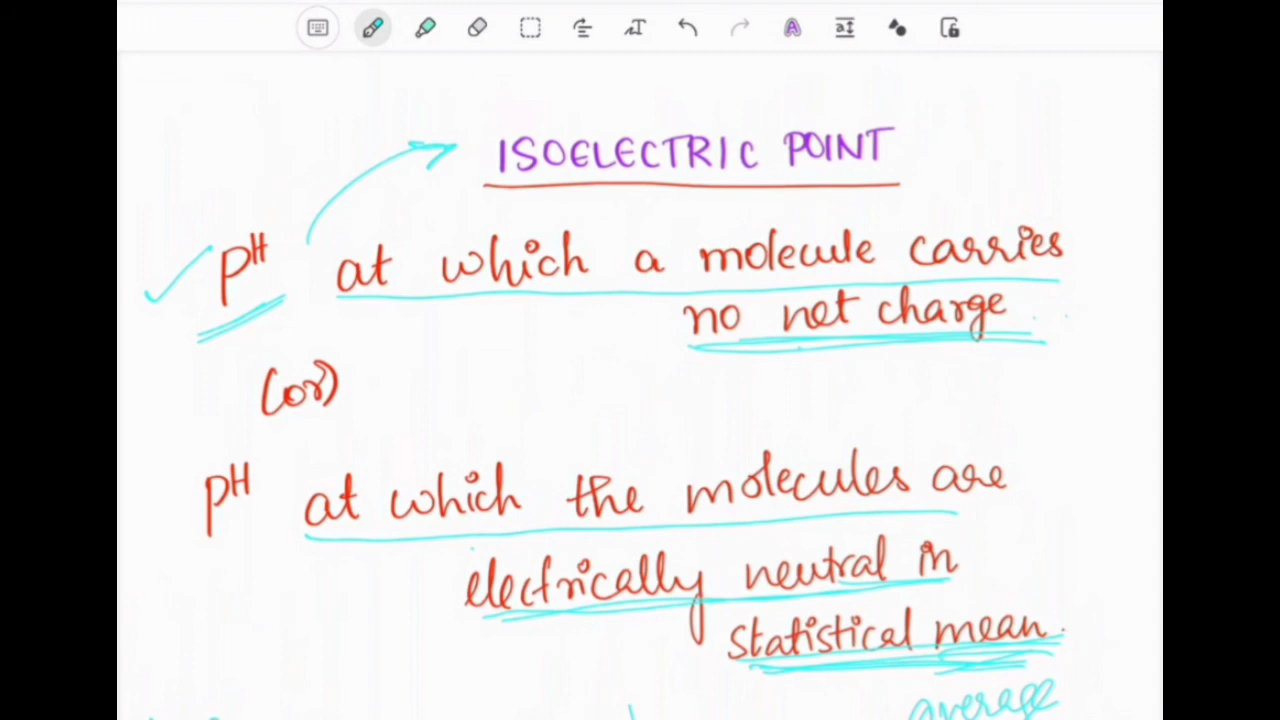 ISOELECTRIC POINT
pH at which a molecule carries
no net charge
(or)
pH at which the molecules are
electrically neutral in
statistical mean.
average